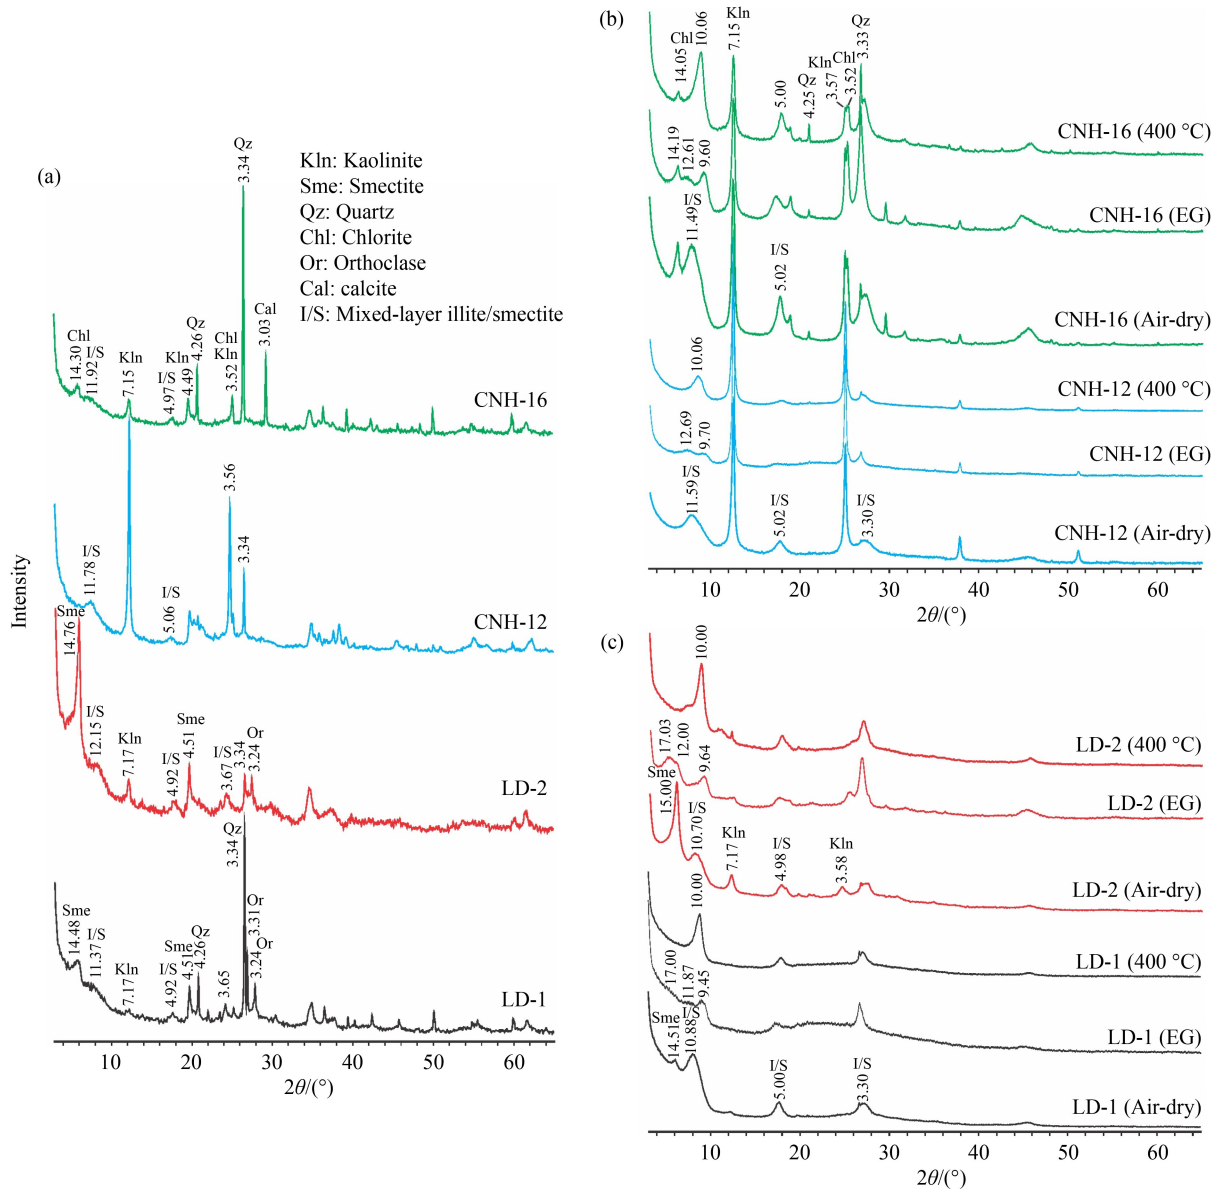 (a)
Kln: Kaolinite
Sme: Smectite
Qz: Quartz
Chl: Chlorite
Or: Orthoclase
Cal: calcite
I/S: Mixed-layer illite/smectite
Intensity
14.30 Chl
11.92 I/S
7.15 Kln
4.97 I/S
4.49 Kln
4.26 Qz
3.52 Kln Chl
3.34 Qz
3.03 Cal
CNH-16
11.78 I/S
5.06 I/S
3.56
3.34
CNH-12
14.76 Sme
12.15 I/S
7.17 Kln
4.92 I/S
4.51 Sme
3.67 I/S
3.34
3.24 Or
LD-2
14.48 Sme
11.37 I/S
7.17 Kln
4.92 I/S
4.51e Sme
4.26 Qz
3.65
3.34 Qz
3.31 Or
3.24 Or
LD-1
10 20 30 40 50 60
2θ/(°)
(b)
14.05 Chl
10.06
7.15 Kln
5.00
4.25 Qz
3.57 Kln
3.52 Chl
3.33 Qz
CNH-16 (400 °C)
14.19
12.61
9.60
CNH-16 (EG)
11.49 I/S
5.02 I/S
CNH-16 (Air-dry)
10.06
CNH-12 (400 °C)
12.69
9.70
CNH-12 (EG)
11.59 I/S
5.02 I/S
3.30 I/S
CNH-12 (Air-dry)
10 20 30 40 50 60
2θ/(°)
(c)
10.00
LD-2 (400 °C)
17.03
12.00
9.64
LD-2 (EG)
15.00 Sme
10.70 I/S
7.17 Kln
4.98 I/S
3.58 Kln
LD-2 (Air-dry)
10.00
LD-1 (400 °C)
17.00
11.87
9.45
LD-1 (EG)
14.51e Sme
10.88 I/S
5.00 I/S
3.30 I/S
LD-1 (Air-dry)
10 20 30 40 50 60
2θ/(°)